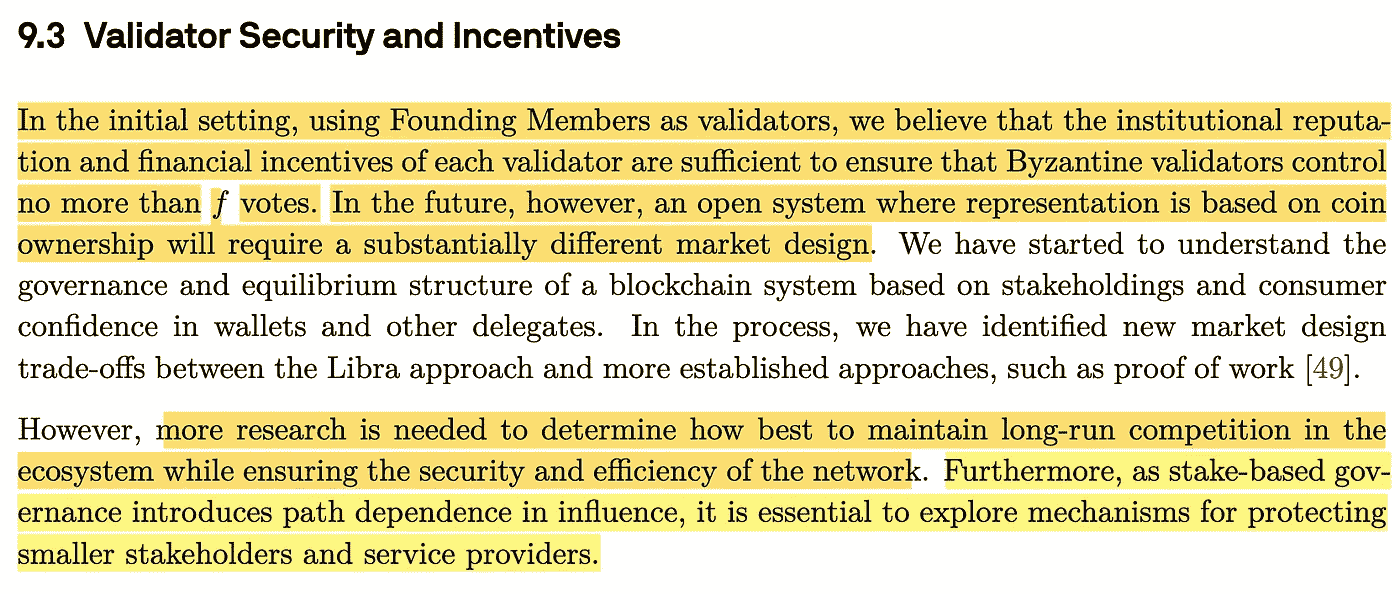 9.3 Validator Security and Incentives
In the initial setting, using Founding Members as validators, we believe that the institutional reputa-
tion and financial incentives of each validator are sufficient to ensure that Byzantine validators control
no more than f votes. In the future, however, an open system where representation is based on coin
ownership will require a substantially different market design. We have started to understand the
governance and equilibrium structure of a blockchain system based on stakeholdings and consumer
confidence in wallets and other delegates. In the process, we have identified new market design
trade-offs between the Libra approach and more established approaches, such as proof of work [49].
However, more research is needed to determine how best to maintain long-run competition in the
ecosystem while ensuring the security and efficiency of the network. Furthermore, as stake-based gov-
ernance introduces path dependence in influence, it is essential to explore mechanisms for protecting
smaller stakeholders and service providers.